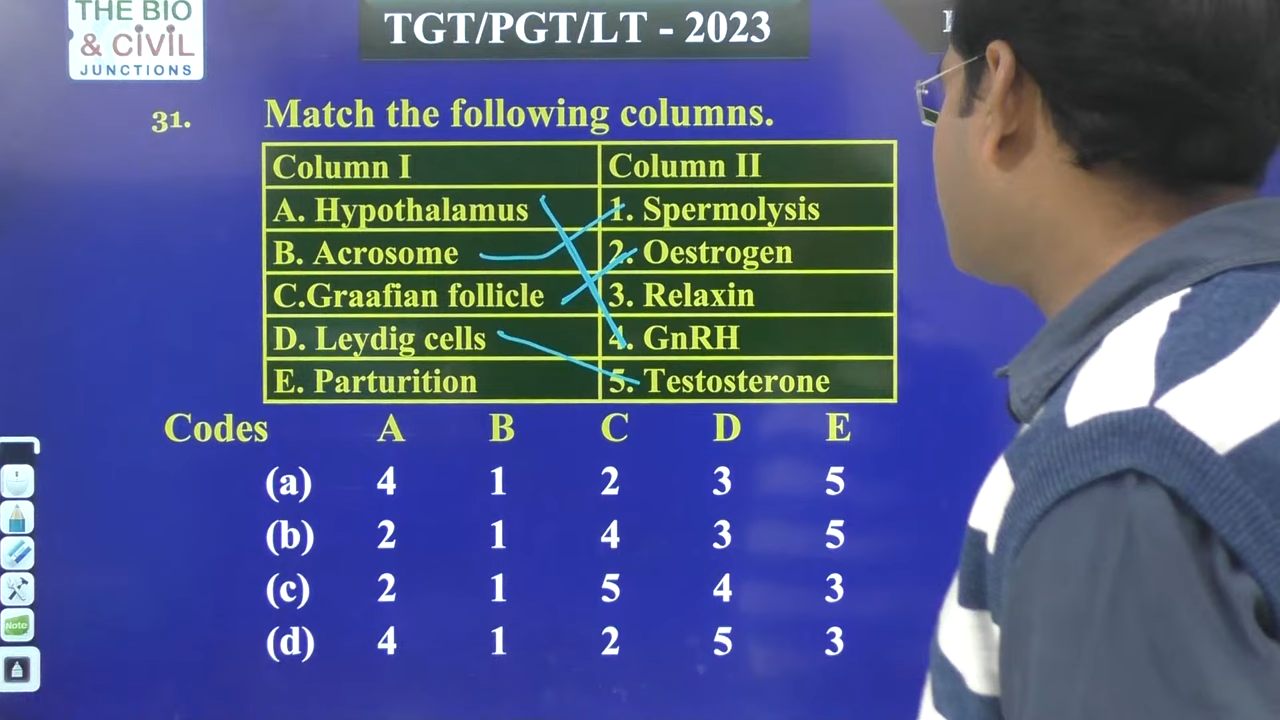 THE BIO
& CIVIL
JUNCTIONS
TGT/PGT/LT - 2023
31. Match the following columns.
Column I Column II
A. Hypothalamus 1. Spermolysis
B. Acrosome 2. Oestrogen
C.Graafian follicle 3. Relaxin
D. Leydig cells 4. GnRH
E. Parturition 5. Testosterone
Codes A B C D E
(a) 4 1 2 3 5
(b) 2 1 4 3 5
(c) 2 1 5 4 3
(d) 4 1 2 5 3
Note